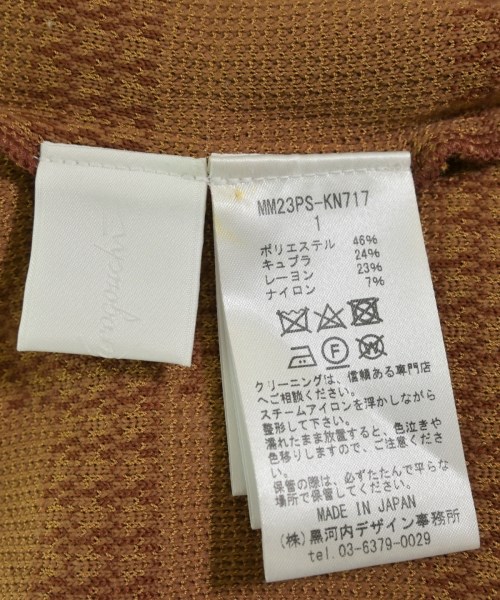 MM23PS-KN717
1
ポリエステル 46%
キュプラ 24%
レーヨン 23%
ナイロン 7%
クリーニングは、信頼ある専門店
へご相談ください。
スチームアイロンを浮かしながら
整形して下さい。
濡れたまま放置すると、色泣きや
色移りしますので、ご注意くださ
い。
保管の際は、必ずたたんで平らな
場所で保管してください。
MADE IN JAPAN
(株)黒河内デザイン事務所
tel.03-6379-0029